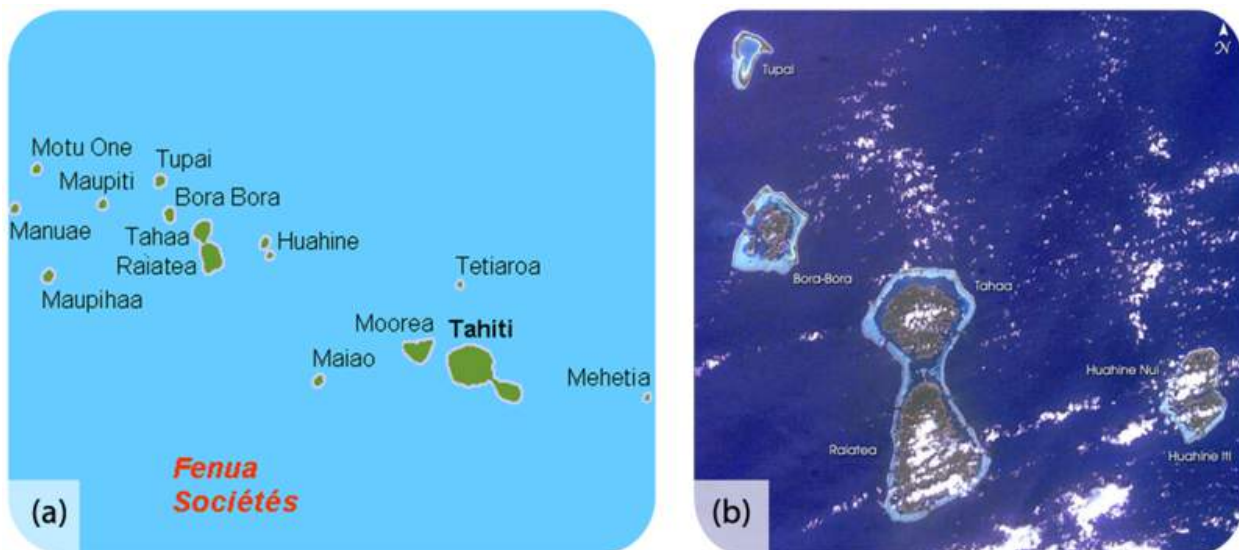 Motu One
Tupai
Maupiti
Bora Bora
Manuae
Tahaa
Huahine
Raiatea
Maupihaa
Tetiaroa
Moorea
Tahiti
Maiao
Mehetia
Fenua
Sociétés
(a)
N
Tupai
Bora-Bora
Tahaa
Huahine Nui
Raiatea
Huahine Iti
(b)